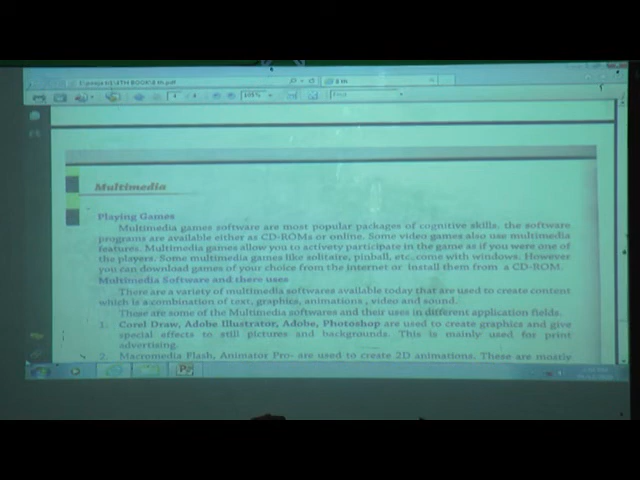 105%
Find
Multimedia
Playing Games
Multimedia games software are most popular packages of cognitive skills, the software
programs are available either as CD-ROMs or online. Some video games also use multimedia
features. Multimedia games allow you to activety participate in the game as if you were one of
the players. Some multimedia games like solitaire, pinball, etc, come with windows. However
you can download games of your choice from the internet or install them from a CD-ROM.
Multimedia Software and there uses
There are a variety of multimedia softwares available today that are used to create content
which is a combination of text, graphics, animations, video and sound.
These are some of the Multimedia softwares and their uses in different application fields.
1. Corel Draw, Adobe Illustrator, Adobe, Photoshop are used to create graphics and give
special effects to still pictures and backgrounds. This is mainly used for print
advertising.
2. Macromedia Flash, Animator Pro- are used to create 2D animations. These are mostly